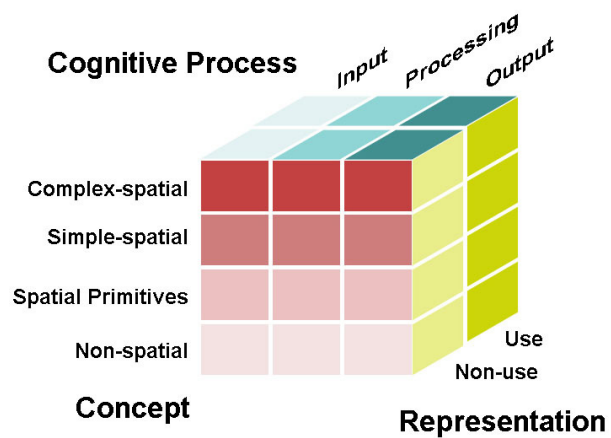 Cognitive Process
Input
Processing
Output
Complex-spatial
Simple-spatial
Spatial Primitives
Non-spatial
Use
Non-use
Concept
Representation